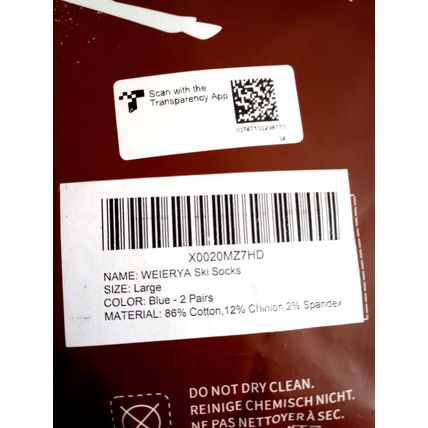 Scan with the
Transparency App
X0020MZ7HD
NAME: WEIERYA Ski Socks
SIZE: Large
COLOR: Blue - 2 Pairs
MATERIAL: 86% Cotton,12% Chinlon,2% Spandex
DO NOT DRY CLEAN.
REINIGE CHEMISCH NICHT.
NE PAS NETTOYER À SEC.